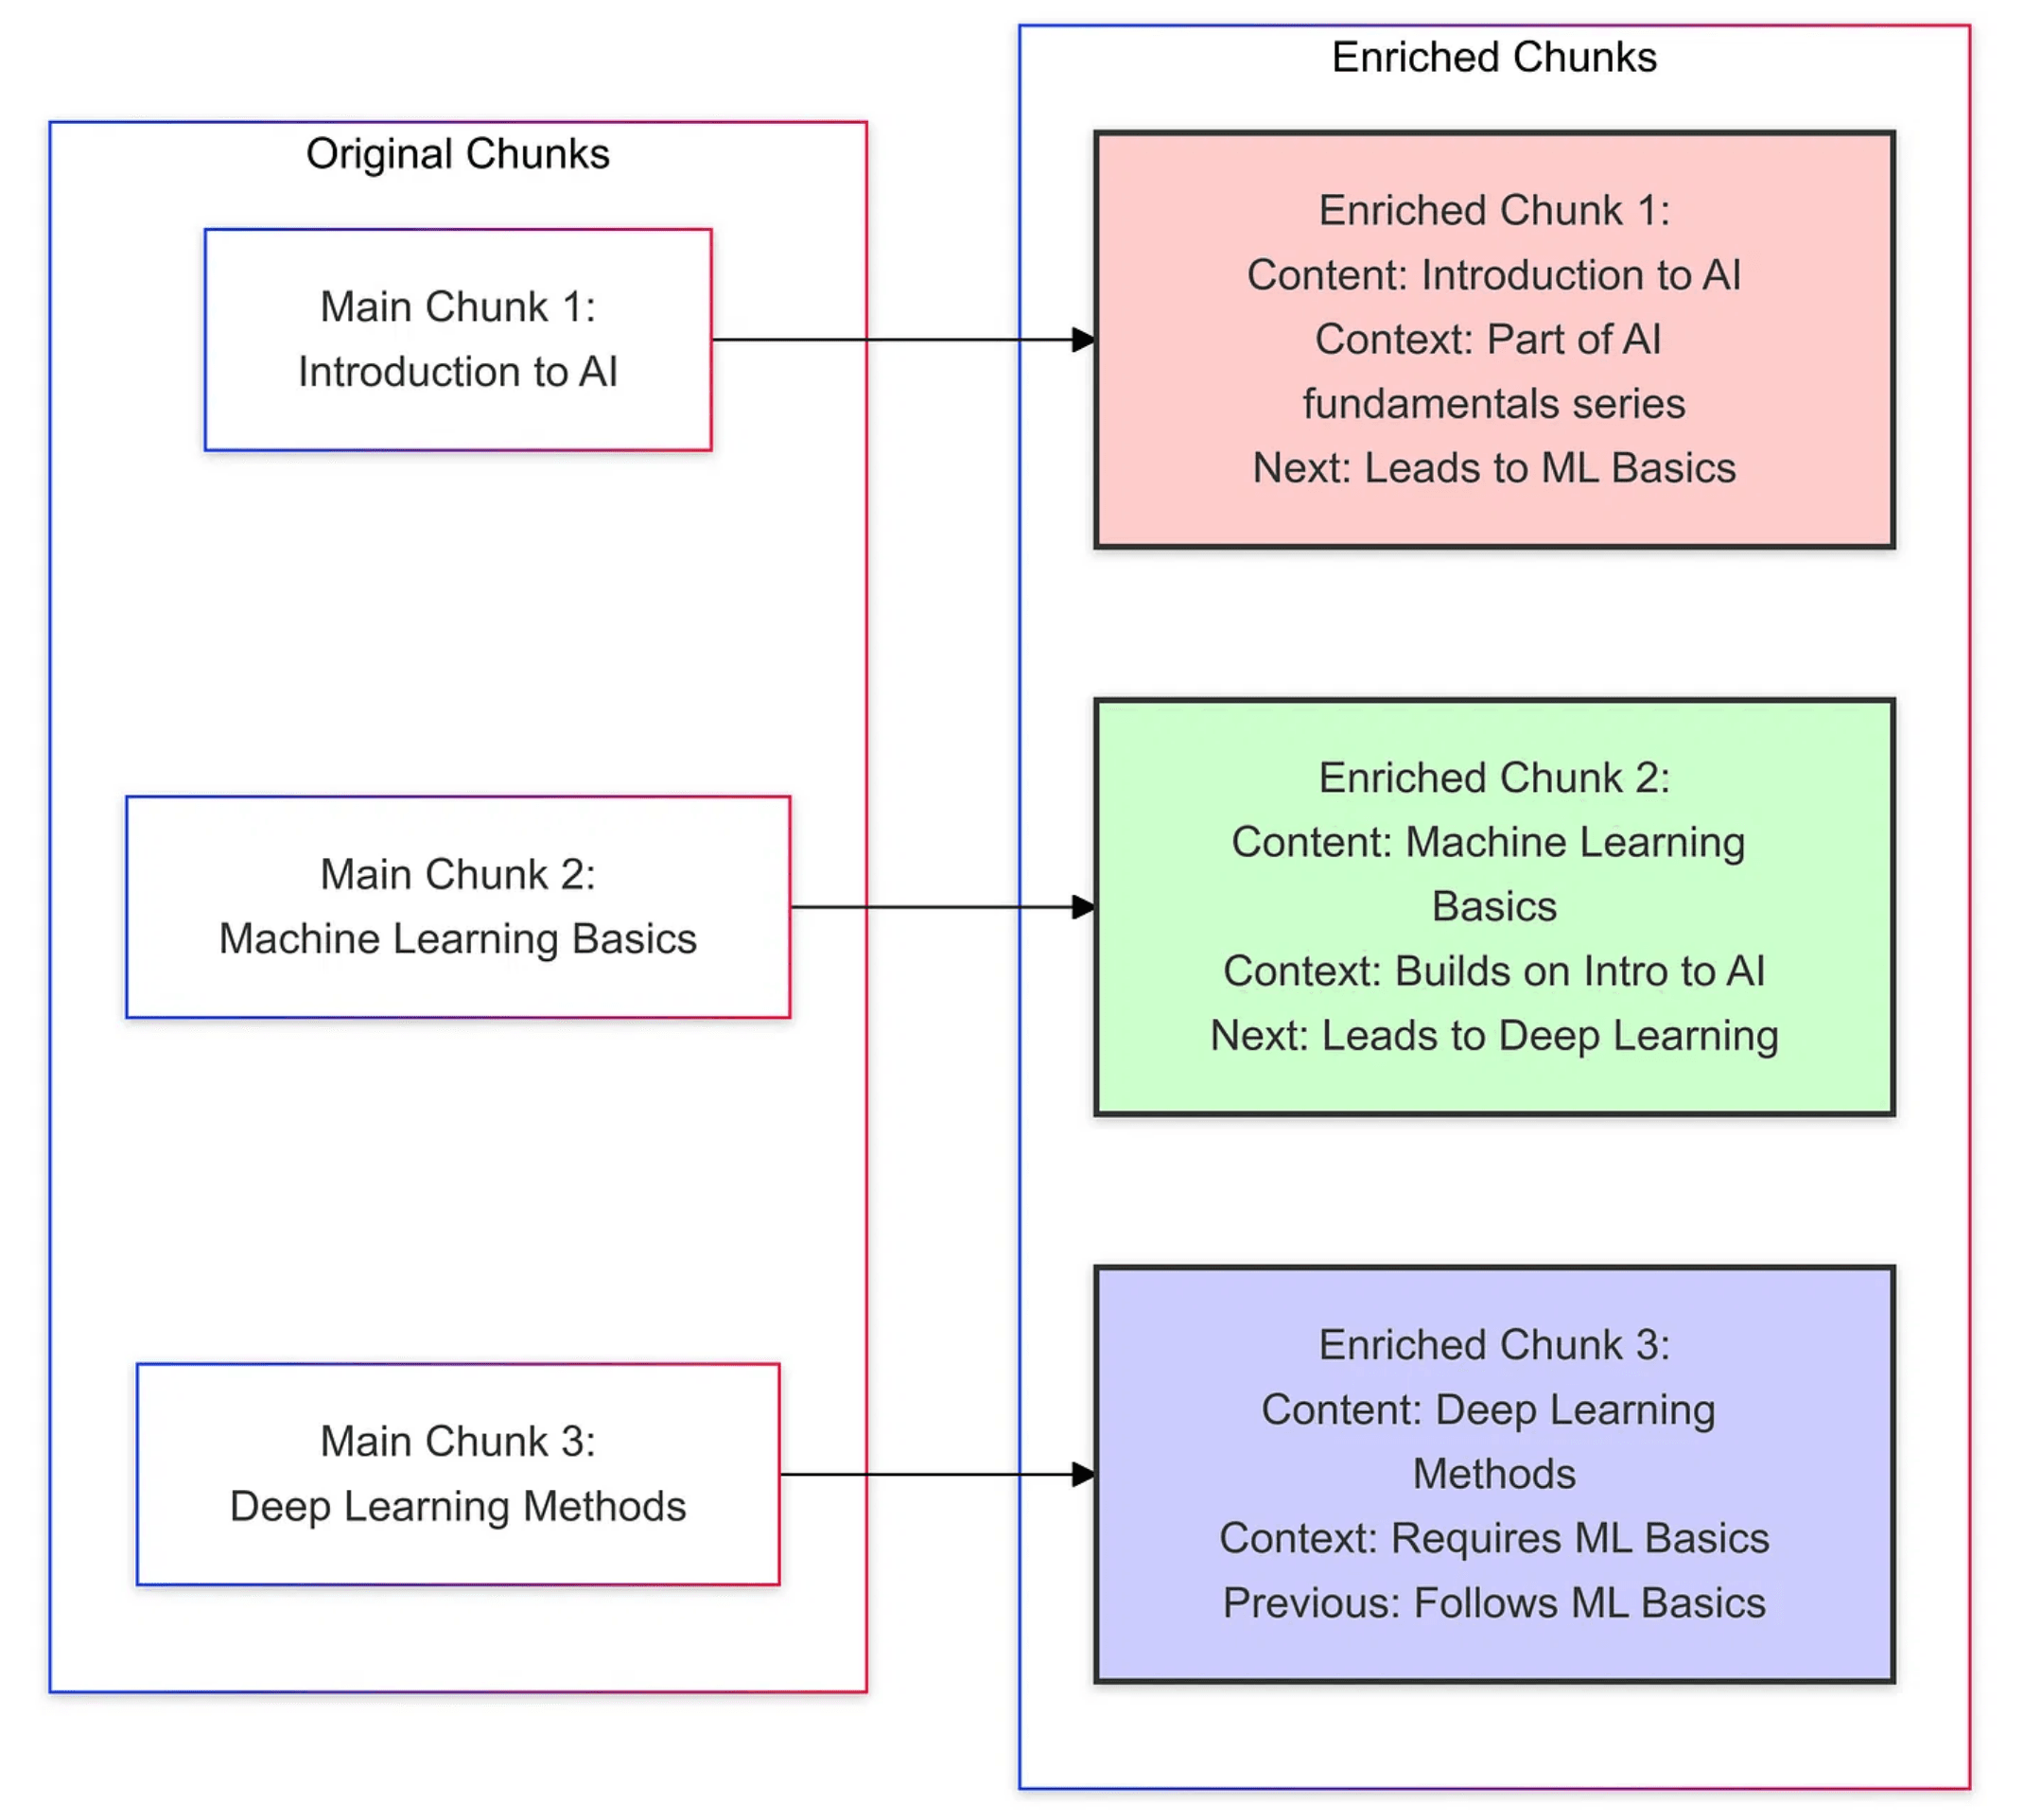 Original Chunks
Main Chunk 1:
Introduction to AI
Main Chunk 2:
Machine Learning Basics
Main Chunk 3:
Deep Learning Methods
Enriched Chunks
Enriched Chunk 1:
Content: Introduction to AI
Context: Part of AI
fundamentals series
Next: Leads to ML Basics
Enriched Chunk 2:
Content: Machine Learning
Basics
Context: Builds on Intro to AI
Next: Leads to Deep Learning
Enriched Chunk 3:
Content: Deep Learning
Methods
Context: Requires ML Basics
Previous: Follows ML Basics